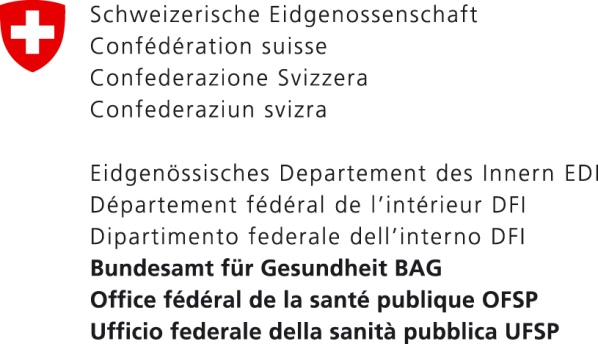 Schweizerische Eidgenossenschaft
Confédération suisse
Confederazione Svizzera
Confederaziun svizra
Eidgenössisches Departement des Innern EDI
Département fédéral de l'intérieur DFI
Dipartimento federale dell'interno DFI
Bundesamt für Gesundheit BAG
Office fédéral de la santé publique OFSP
Ufficio federale della sanità pubblica UFSP